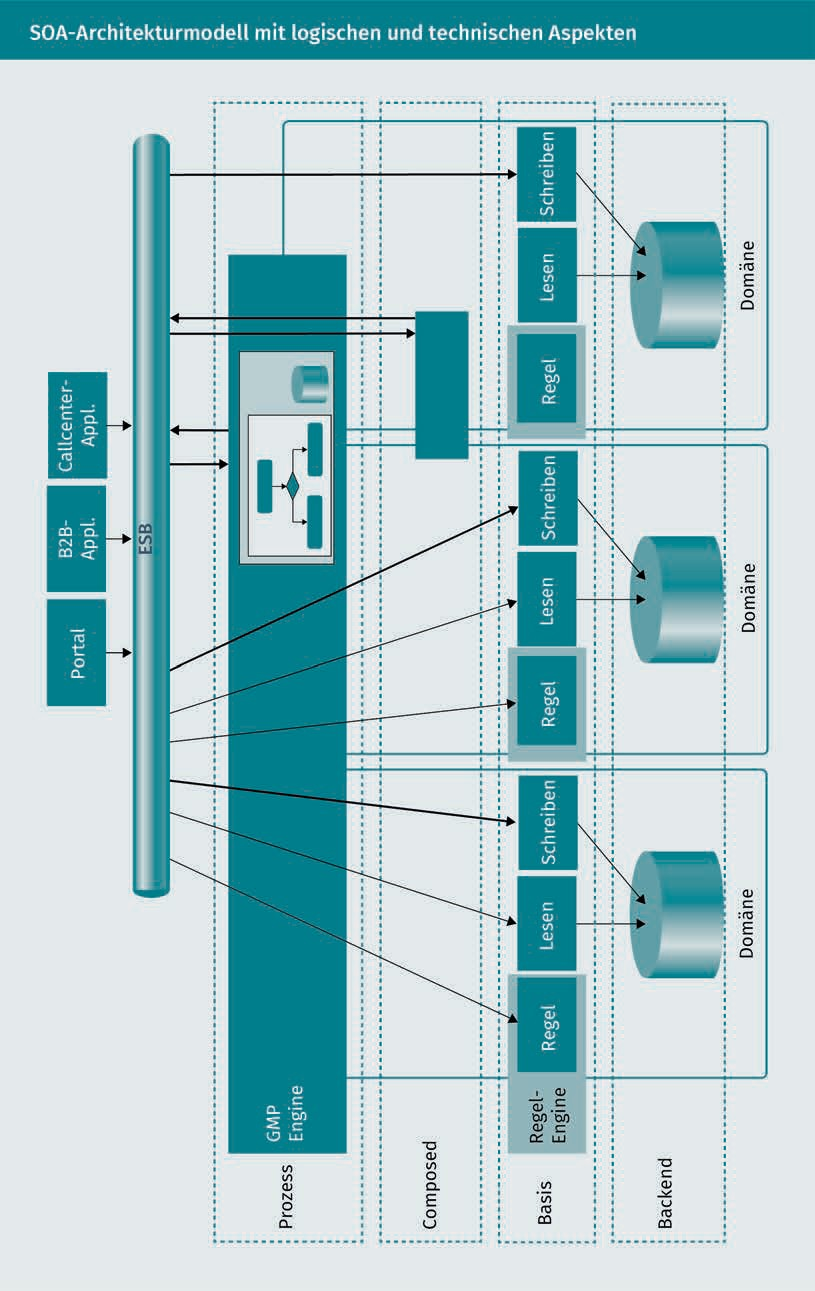 SOA-Architekturmodell mit logischen und technischen Aspekten
Portal
B2B-
Appl.
Callcenter-
Appl.
ESB
Prozess
GMP
Engine
Composed
Basis
Regel-
Engine
Regel
Lesen
Schreiben
Regel
Lesen
Schreiben
Regel
Lesen
Schreiben
Backend
Domäne
Domäne
Domäne